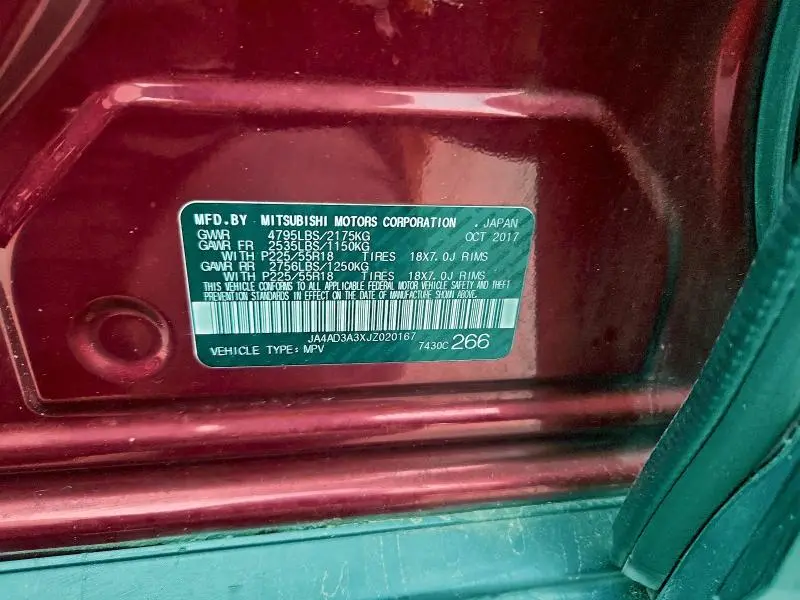 MFD.BY MITSUBISHI MOTORS CORPORATION . JAPAN
GVWR 4795LBS/2175KG OCT 2017
GAWR FR 2535LBS/1150KG
WITH P225/55R18 TIRES 18X7.0J RIMS
GAWR RR 2756LBS/1250KG
WITH P225/55R18 TIRES 18X7.0J RIMS
THIS VEHICLE CONFORMS TO ALL APPLICABLE FEDERAL MOTOR VEHICLE SAFETY AND THEFT
PREVENTION STANDARDS IN EFFECT ON THE DATE OF MANUFACTURE SHOWN ABOVE.
JA4AD3A3XJZ020167
VEHICLE TYPE: MPV 7430C 266